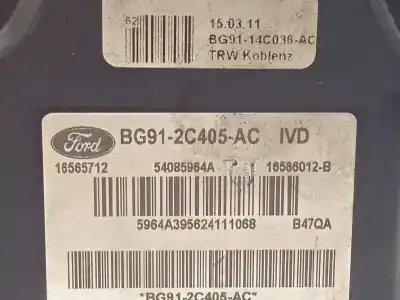 62
15.03.11
BG91-14C036-AC
TRW Koblenz
Ford BG91-2C405-AC IVD
16565712 54085964A 16566012-B
5964A395624111068 B47QA
*BG91-2C405-AC*